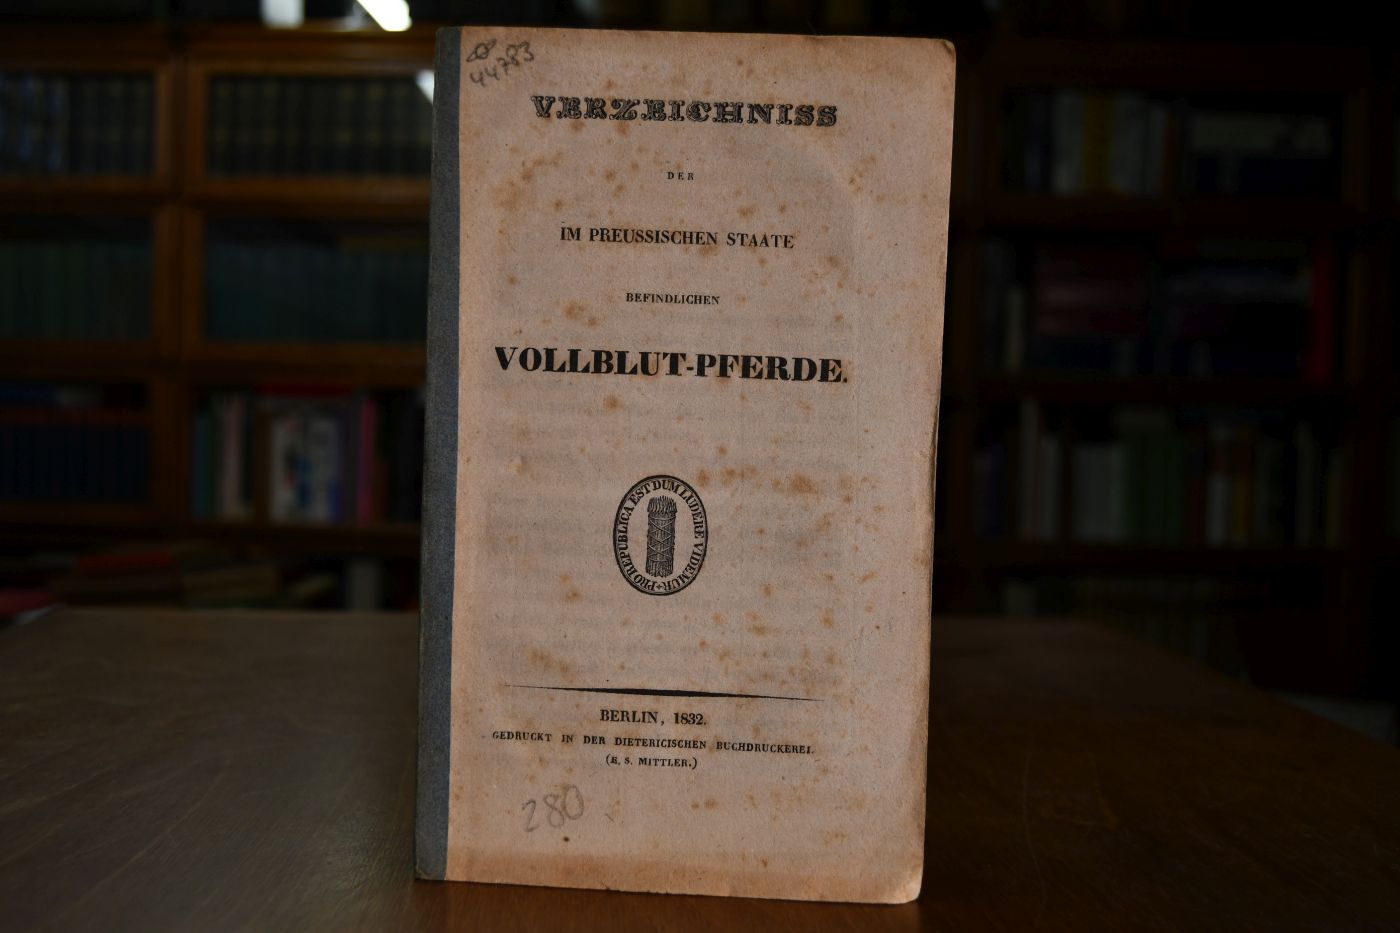 44783
VERZEICHNISS
DER
IM PREUSSISCHEN STAATE
BEFINDLICHEN
VOLLBLUT-PFERDE.
PRO REPUBLICA EST DUM LUDERE VIDEMUR
BERLIN, 1832.
GEDRUCKT IN DER DIETERICISCHEN BUCHDRUCKEREI.
(E. S. MITTLER.)
280